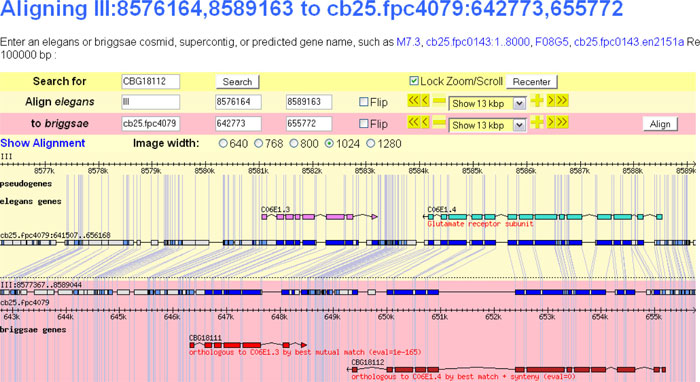 Aligning III:8576164,8589163 to cb25.fpc4079:642773,655772
Enter an elegans or briggsae cosmid, supercontig, or predicted gene name, such as M7.3, cb25.fpc0143:1..8000, F08G5, cb25.fpc0143.en2151a Re
100000 bp :
Search for CBG18112 Search Lock Zoom/Scroll Recenter
Align elegans III 8576164 8589163 Flip Show 13 kbp
to briggsae cb25.fpc4079 642773 655772 Flip Show 13 kbp Align
Show Alignment Image width: 640 768 800 1024 1280
III
8577k 8578k 8579k 8580k 8581k 8582k 8583k 8584k 8585k 8586k 8587k 8588k 8589
pseudogenes
elegans genes
C06E1.3 C06E1.4
Glutamate receptor subunit
cb25.fpc4079:641507..656168
III:8577367..8589044
cb25.fpc4079
643k 644k 645k 646k 647k 648k 649k 650k 651k 652k 653k 654k 655k
briggsae genes
CBG18111
orthologous to C06E1.3 by best mutual match (eval=1e-165)
CBG18112
orthologous to C06E1.4 by best match + synteny (eval=0)